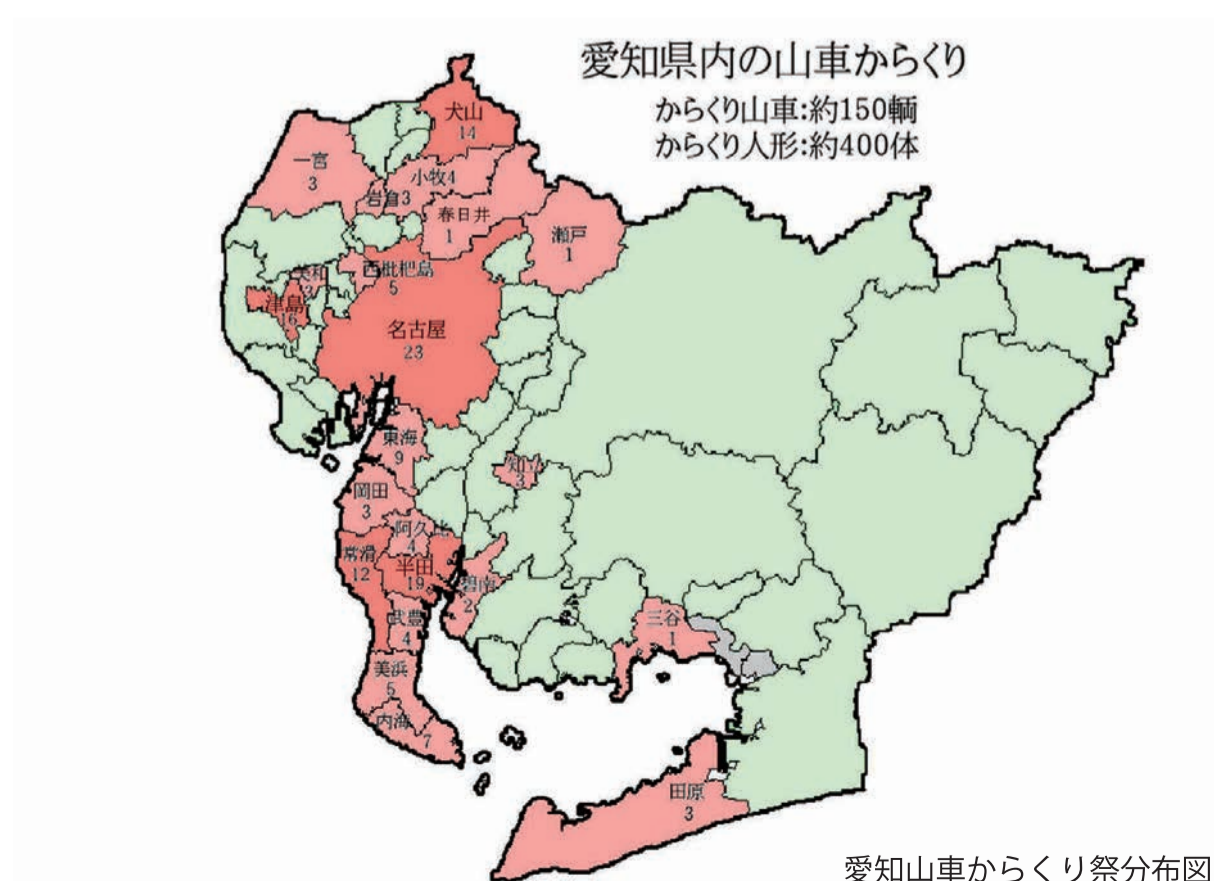 愛知県内の山車からくり
からくり山車:約150輌
からくり人形:約400体
犬山
14
一宮
3
小牧4
岩倉3
春日井
1
瀬戸
1
西枇杷島
5
美和
3
津島
16
名古屋
23
東海
9
知立
3
岡田
3
阿久比
4
常滑
12
半田
19
碧南
2
武豊
4
三谷
1
美浜
5
内海
7
田原
3
愛知山車からくり祭分布図